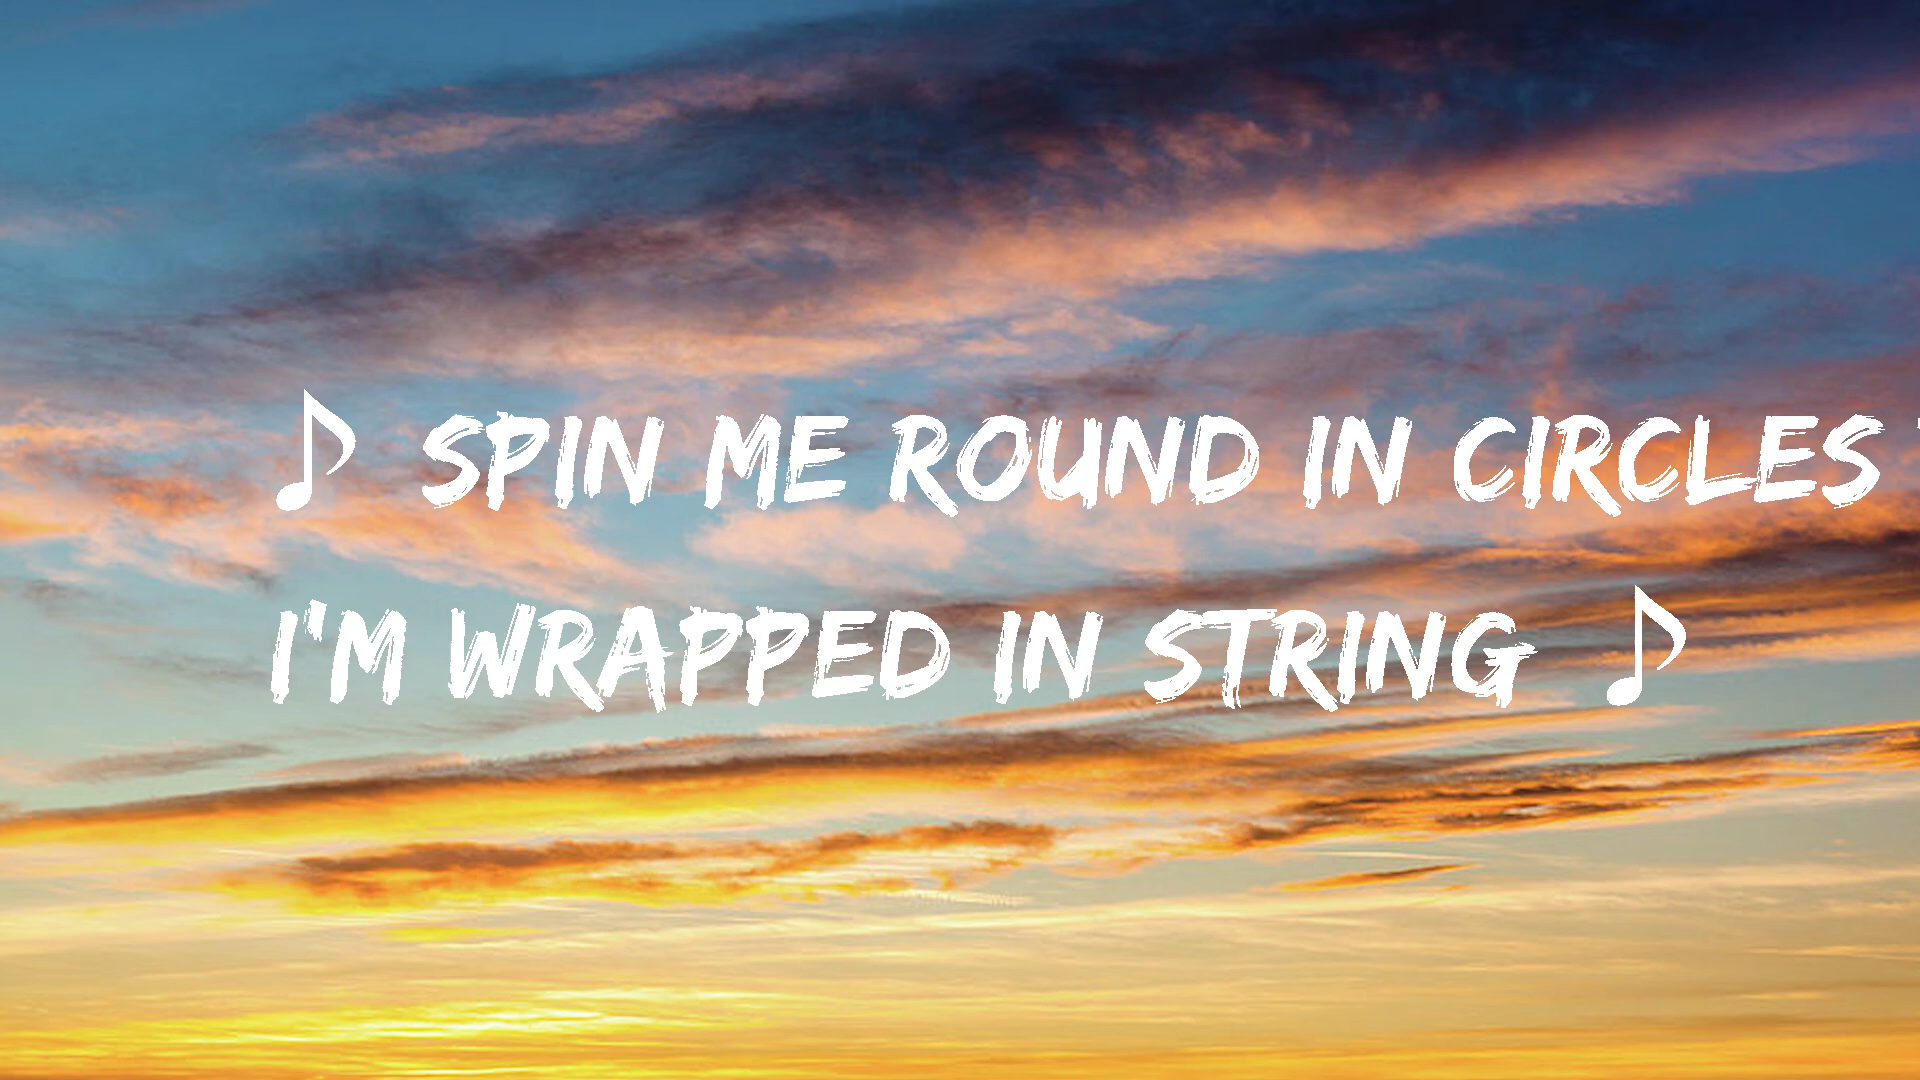 ♪ SPIN ME ROUND IN CIRCLES
I'M WRAPPED IN STRING ♪